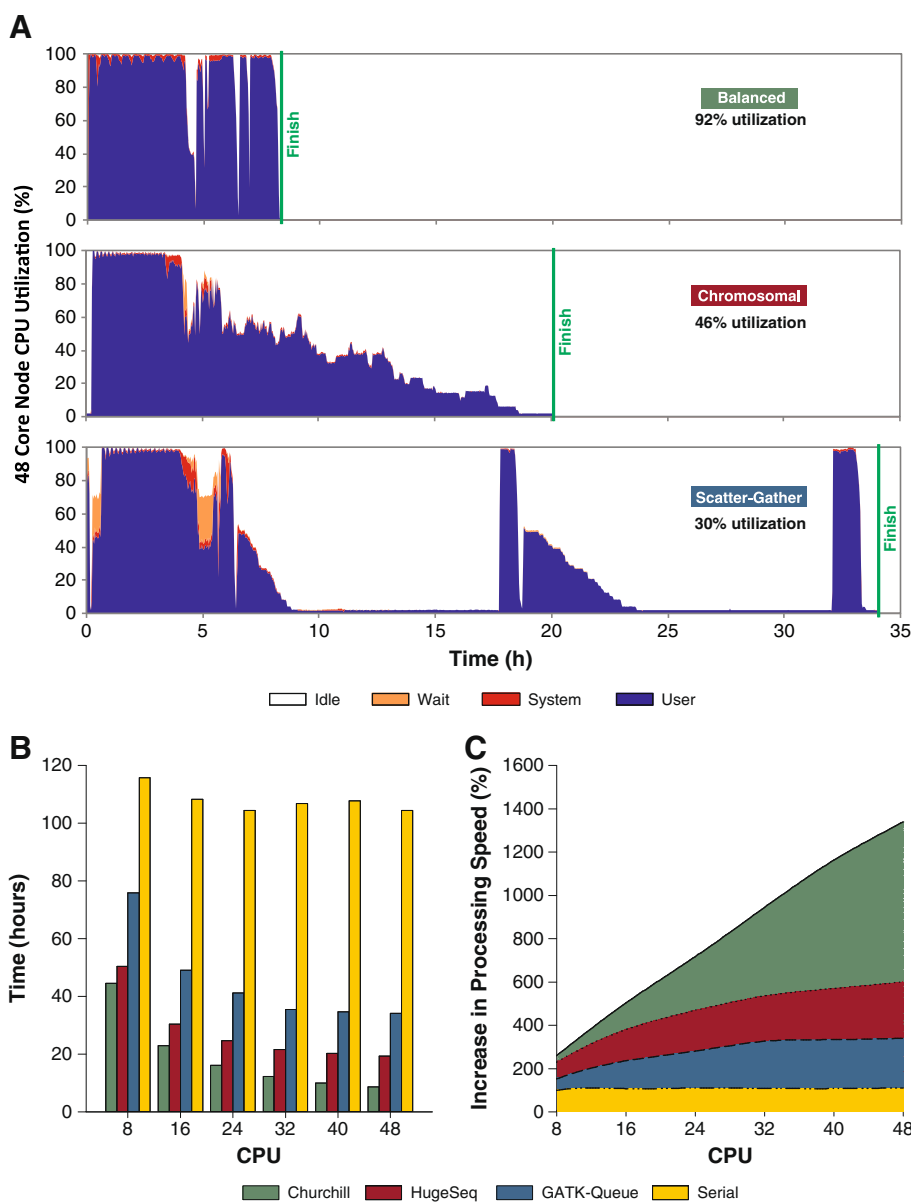 A
48 Core Node CPU Utilization (%)
100
80
60
40
20
0
Balanced
92% utilization
Finish
100
80
60
40
20
0
Chromosomal
46% utilization
Finish
100
80
60
40
20
0
Scatter-Gather
30% utilization
Finish
0 5 10 15 20 25 30 35
Time (h)
Idle Wait System User
B
Time (hours)
120
100
80
60
40
20
0
8 16 24 32 40 48
CPU
C
Increase in Processing Speed (%)
1600
1400
1200
1000
800
600
400
200
0
8 16 24 32 40 48
CPU
Churchill HugeSeq GATK-Queue Serial